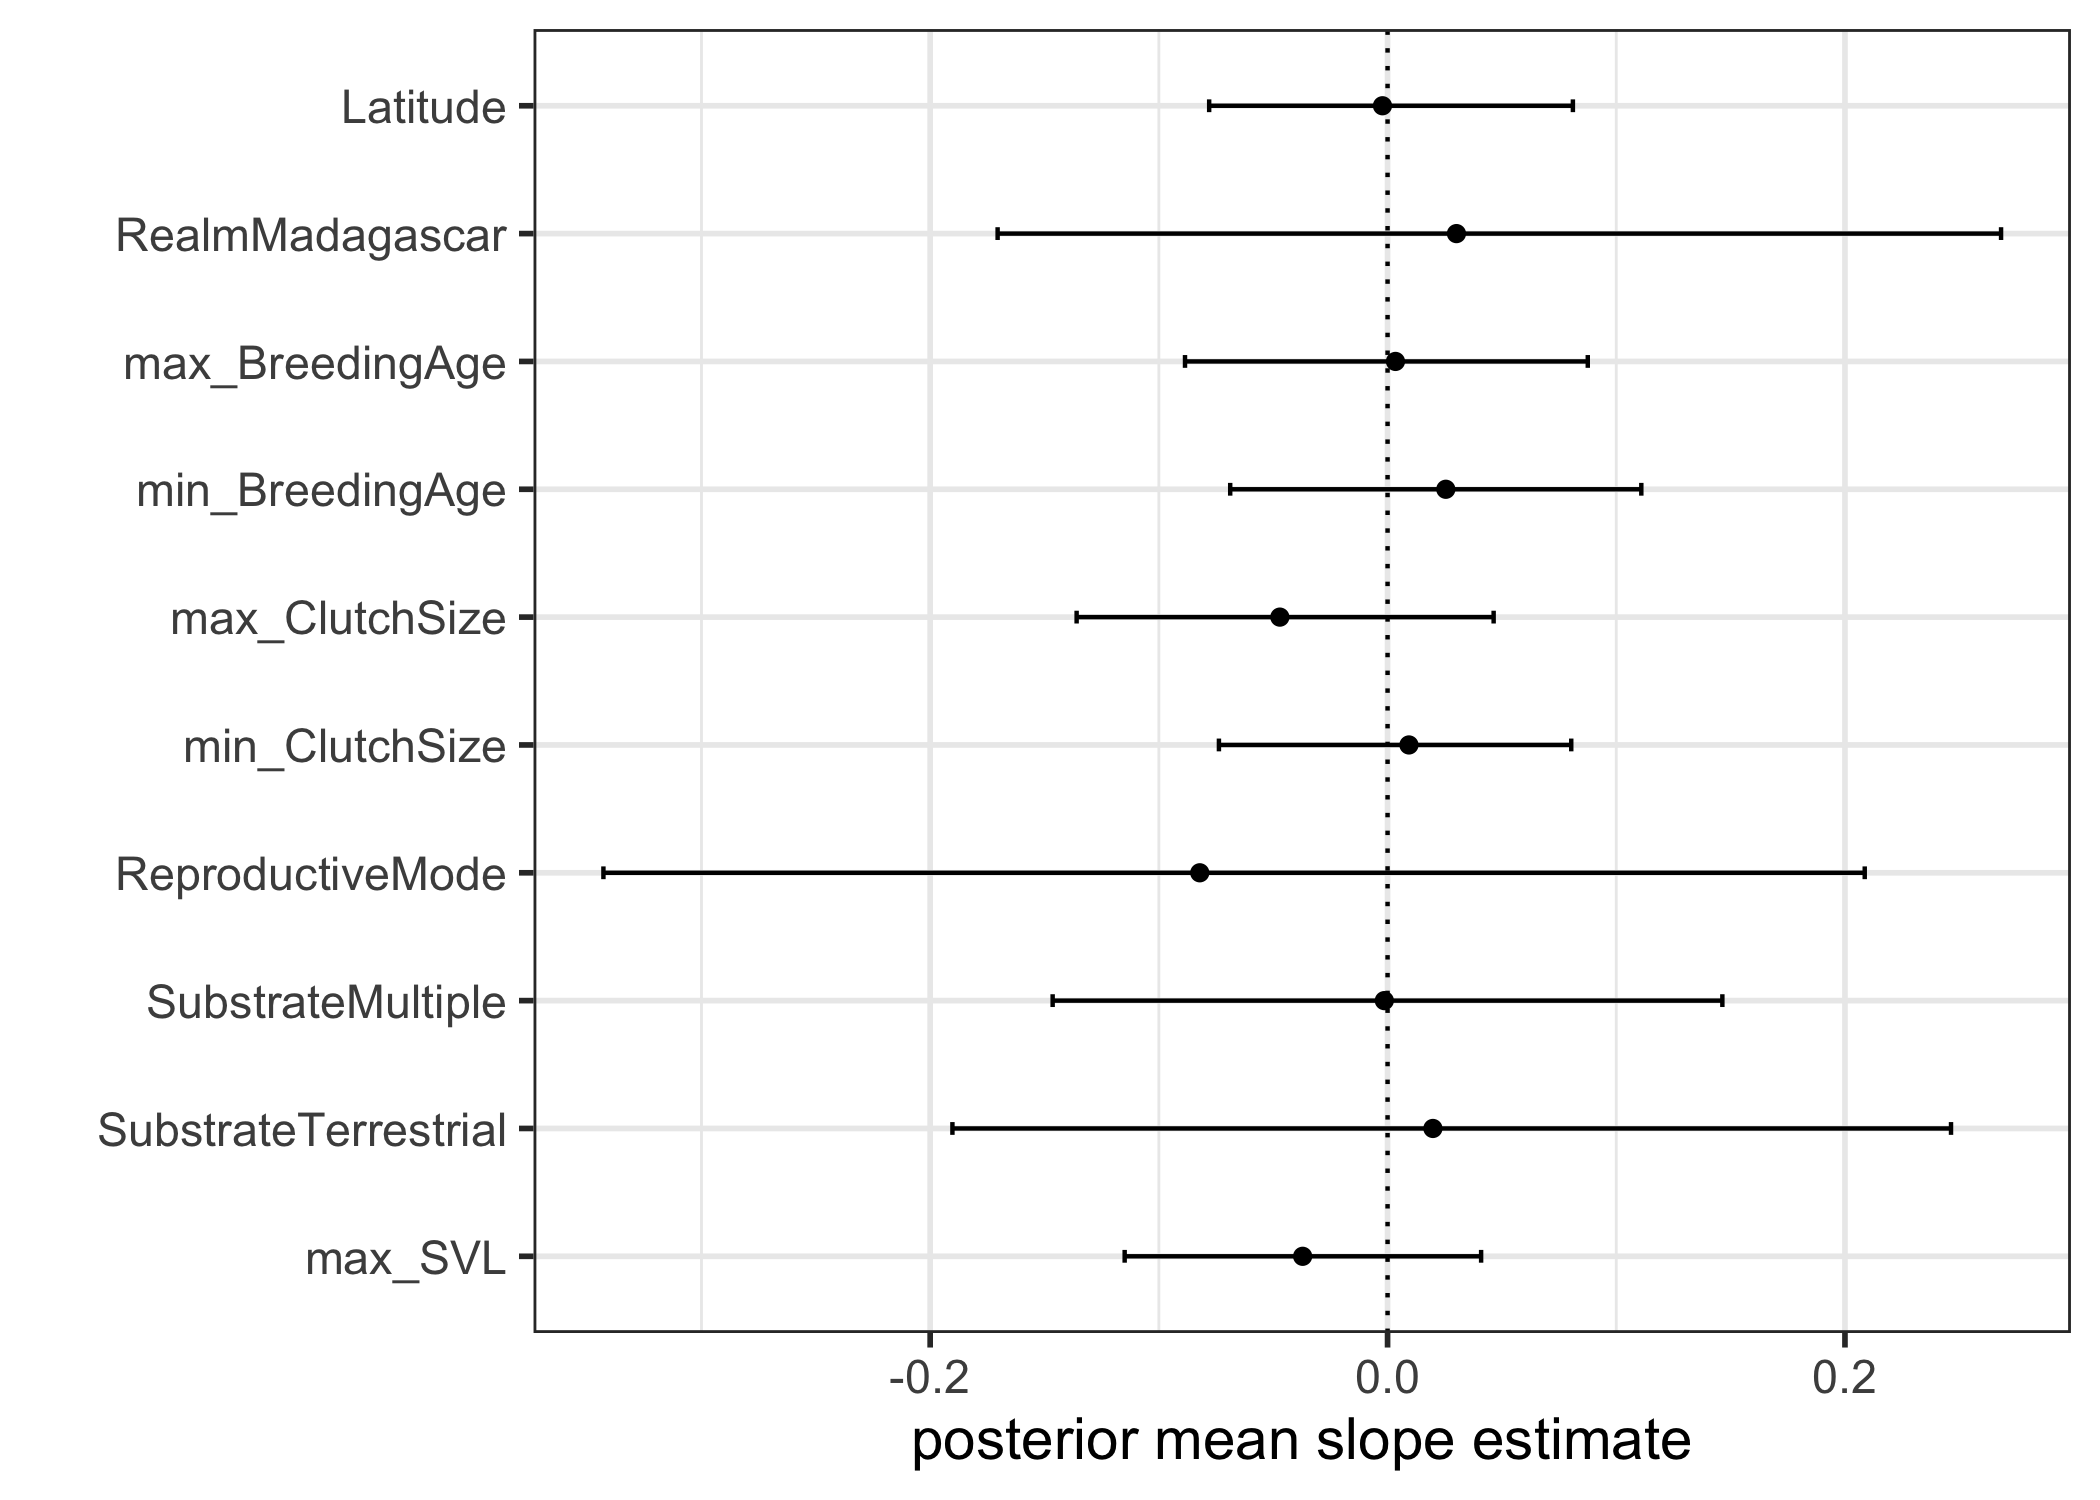 Latitude
RealmMadagascar
max_BreedingAge
min_BreedingAge
max_ClutchSize
min_ClutchSize
ReproductiveMode
SubstrateMultiple
SubstrateTerrestrial
max_SVL
-0.2 0.0 0.2
posterior mean slope estimate